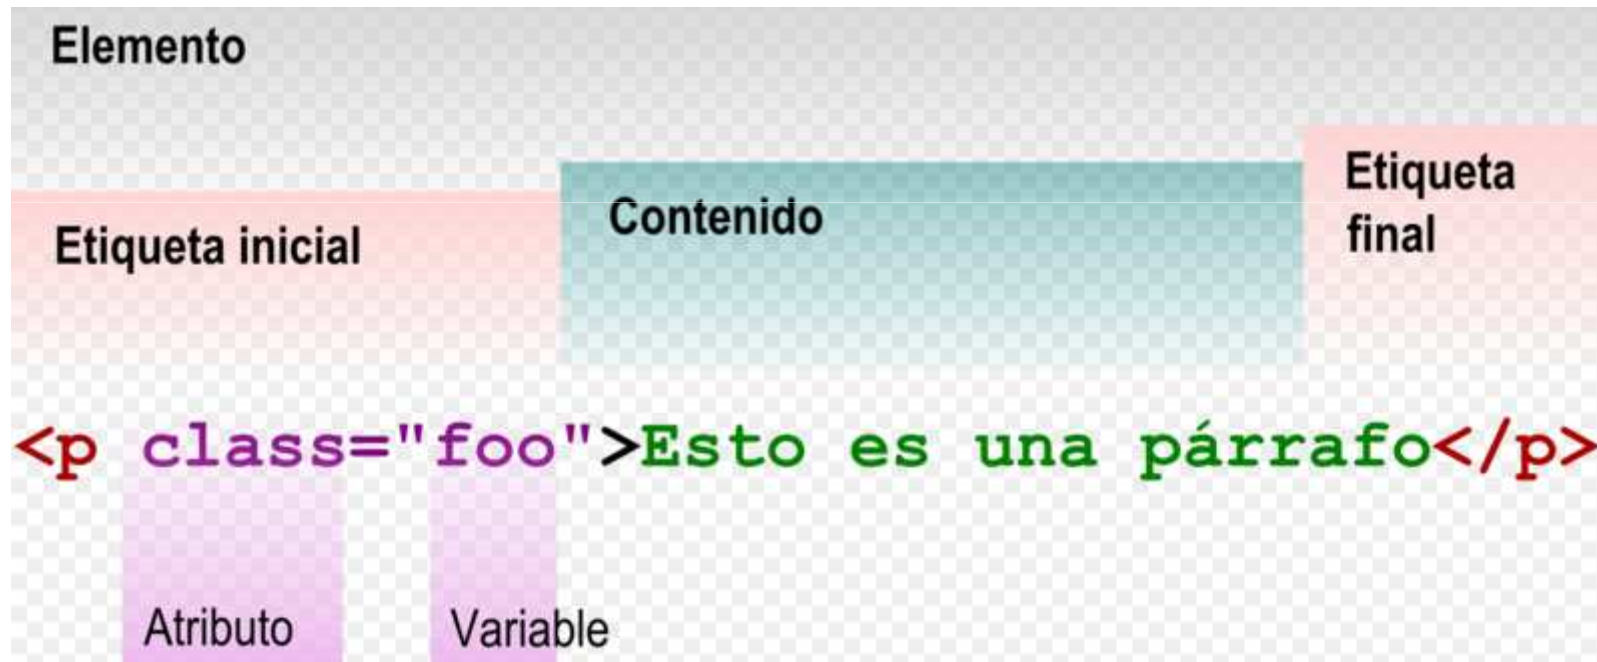 Elemento
Etiqueta inicial
Contenido
Etiqueta
final
<p class="foo">Esto es una párrafo</p>
Atributo
Variable